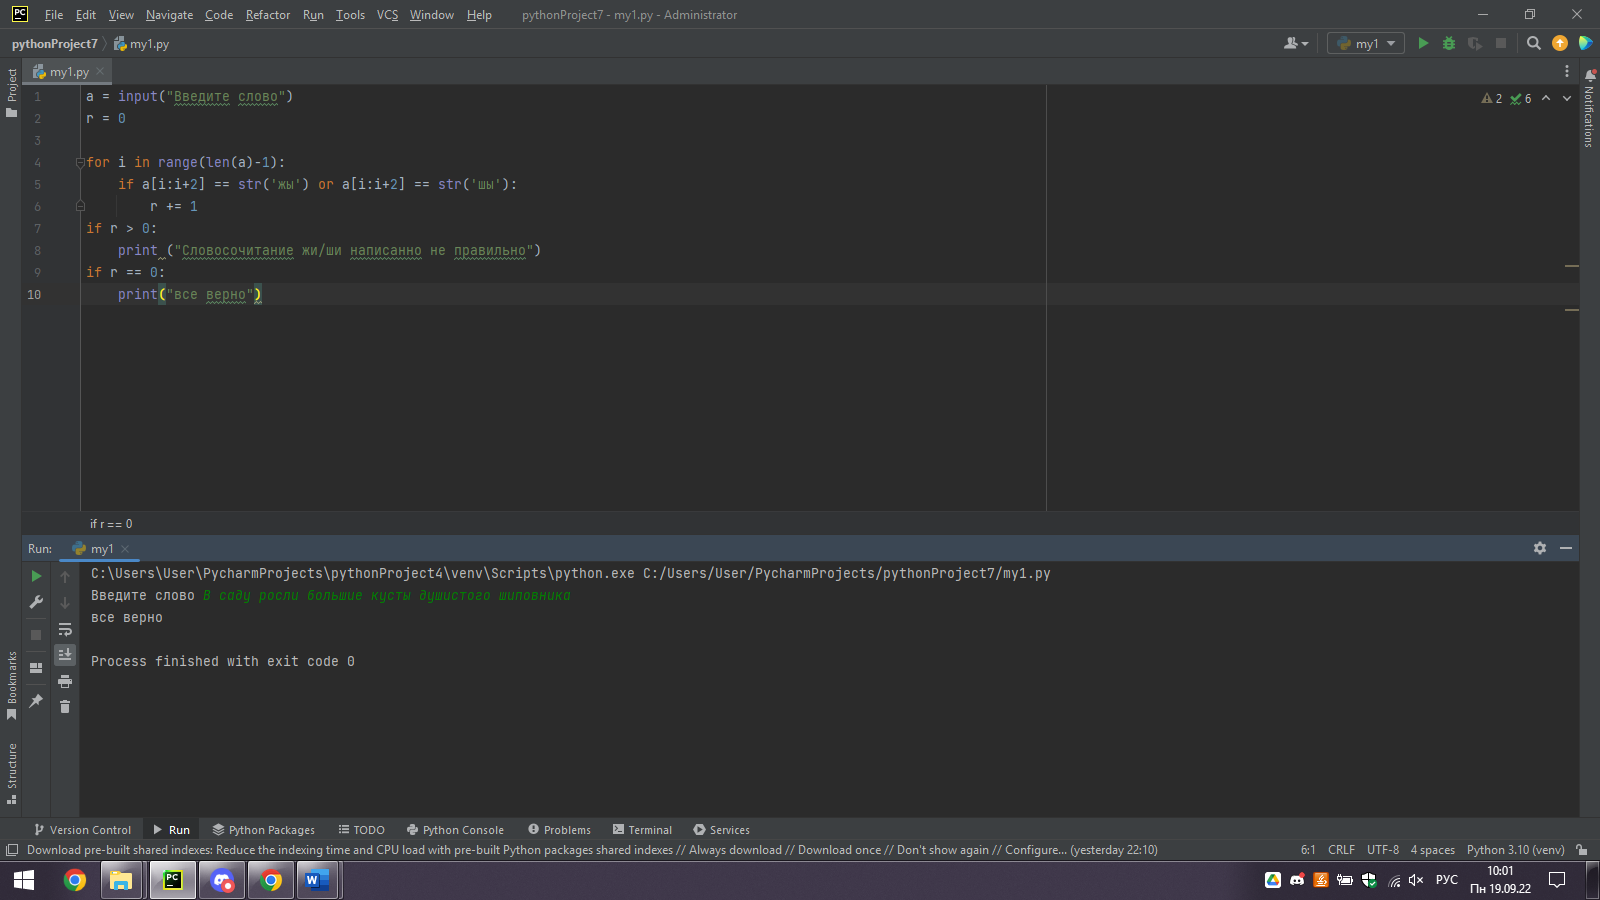 PC File Edit View Navigate Code Refactor Run Tools VCS Window Help pythonProject7 - my1.py - Administrator
pythonProject7 my1.py my1
Project my1.py
1 a = input("Введите слово")
2 r = 0
3
4 for i in range(len(a)-1):
5 if a[i:i+2] == str('жы') or a[i:i+2] == str('шы'):
6 r += 1
7 if r > 0:
8 print ("Словосочитание жи/ши написанно не правильно")
9 if r == 0:
10 print("все верно")
2 6
Notifications
if r == 0
Run: my1
C:\Users\User\PycharmProjects\pythonProject4\venv\Scripts\python.exe C:/Users/User/PycharmProjects/pythonProject7/my1.py
Введите слово В саду росли большие кусты душистого шиповника
все верно
Process finished with exit code 0
Bookmarks
Structure
Version Control Run Python Packages TODO Python Console Problems Terminal Services
Download pre-built shared indexes: Reduce the indexing time and CPU load with pre-built Python packages shared indexes // Always download // Download once // Don't show again // Configure... (yesterday 22:10) 6:1 CRLF UTF-8 4 spaces Python 3.10 (venv)
PC W РУС 10:01
Пн 19.09.22